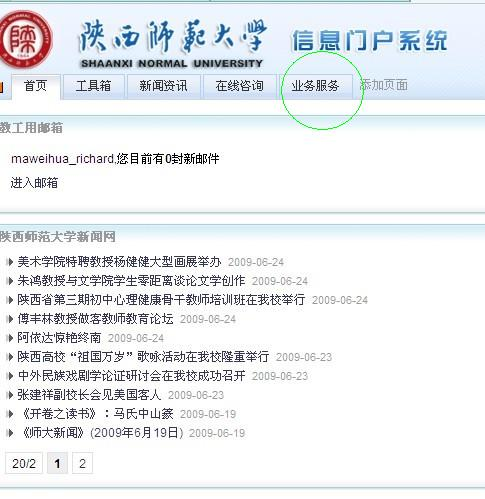 陕西师范大学 信息门户系统
SHAANXI NORMAL UNIVERSITY
首页 工具箱 新闻资讯 在线咨询 业务服务 添加页面
教工用邮箱
maweihua_richard,您目前有0封新邮件
进入邮箱
陕西师范大学新闻网
美术学院特聘教授杨健健大型画展举办 2009-06-24
朱鸿教授与文学院学生零距离谈论文学创作 2009-06-24
陕西省第三期初中心理健康骨干教师培训班在我校举行 2009-06-24
傅丰林教授做客教师教育论坛 2009-06-24
阿依达惊艳终南 2009-06-24
陕西高校“祖国万岁”歌咏活动在我校隆重举行 2009-06-23
中外民族戏剧学论证研讨会在我校成功召开 2009-06-23
张建祥副校长会见美国客人 2009-06-23
《开卷之读书》：马氏中山篆 2009-06-19
《师大新闻》(2009年6月19日) 2009-06-19
20/2 1 2